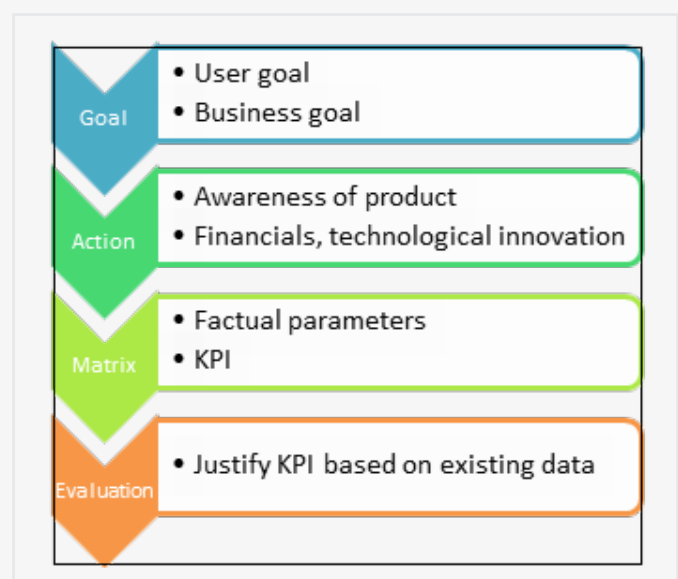 Goal
• User goal
• Business goal
Action
• Awareness of product
• Financials, technological innovation
Matrix
• Factual parameters
• KPI
Evaluation
• Justify KPI based on existing data